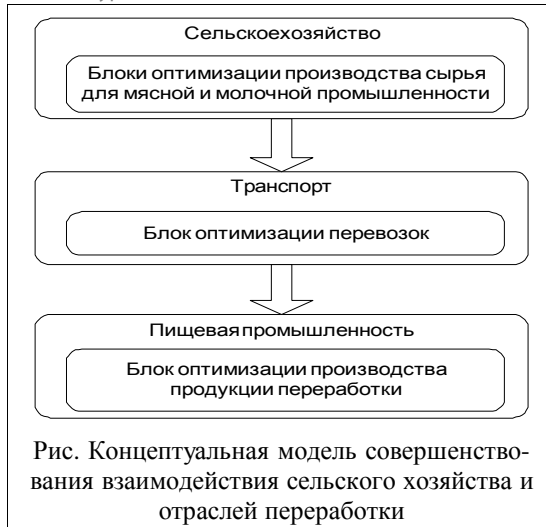 Сельскоехозяйство
Блоки оптимизации производства сырья
для мясной и молочной промышленности
Транспорт
Блок оптимизации перевозок
Пищеваяпромышленность
Блок оптимизации производства
продукции переработки
Рис. Концептуальная модель совершенство-
вания взаимодействия сельского хозяйства и
отраслей переработки